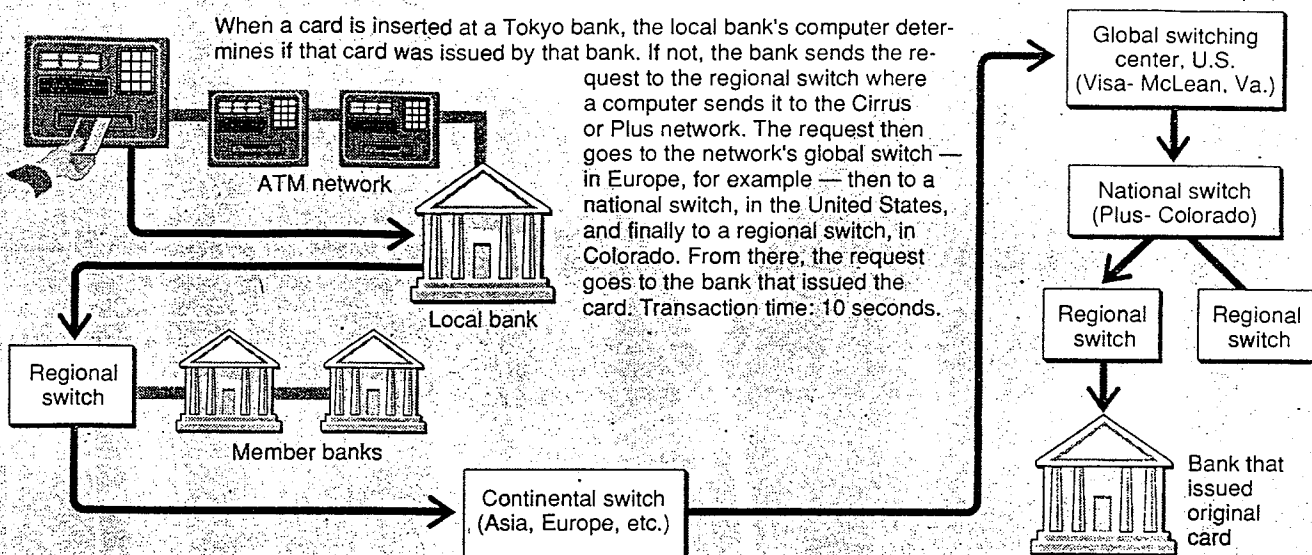 When a card is inserted at a Tokyo bank, the local bank's computer deter-
mines if that card was issued by that bank. If not, the bank sends the re-
quest to the regional switch where
a computer sends it to the Cirrus
or Plus network. The request then
goes to the network's global switch —
in Europe, for example — then to a
national switch, in the United States,
and finally to a regional switch, in
Colorado. From there, the request
goes to the bank that issued the
card. Transaction time: 10 seconds.
ATM network
Local bank
Regional
switch
Member banks
Continental switch
(Asia, Europe, etc.)
Global switching
center, U.S.
(Visa- McLean, Va.)
National switch
(Plus- Colorado)
Regional
switch
Regional
switch
Bank that
issued
original
card